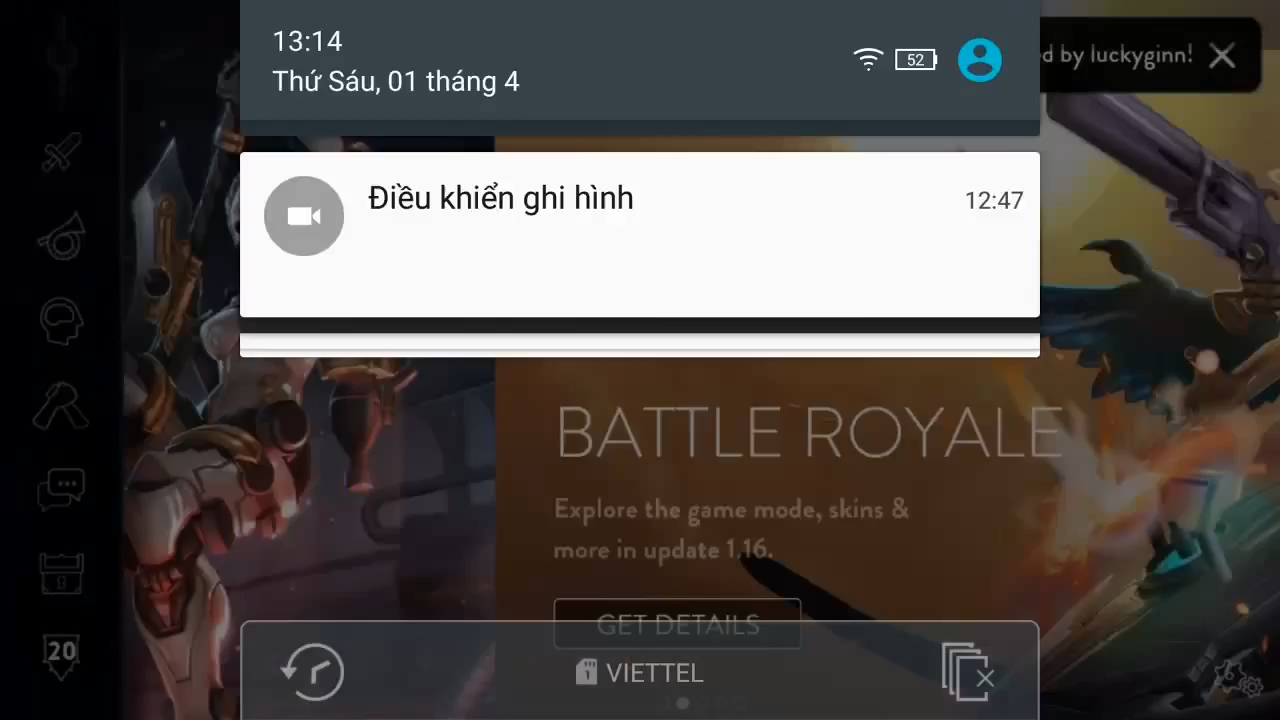 13:14
52
Thứ Sáu, 01 tháng 4
by luckyginn!
Điều khiển ghi hình
12:47
BATTLE ROYALE
Explore the game mode, skins &
more in update 1.16.
GET DETAILS
20
1 VIETTEL